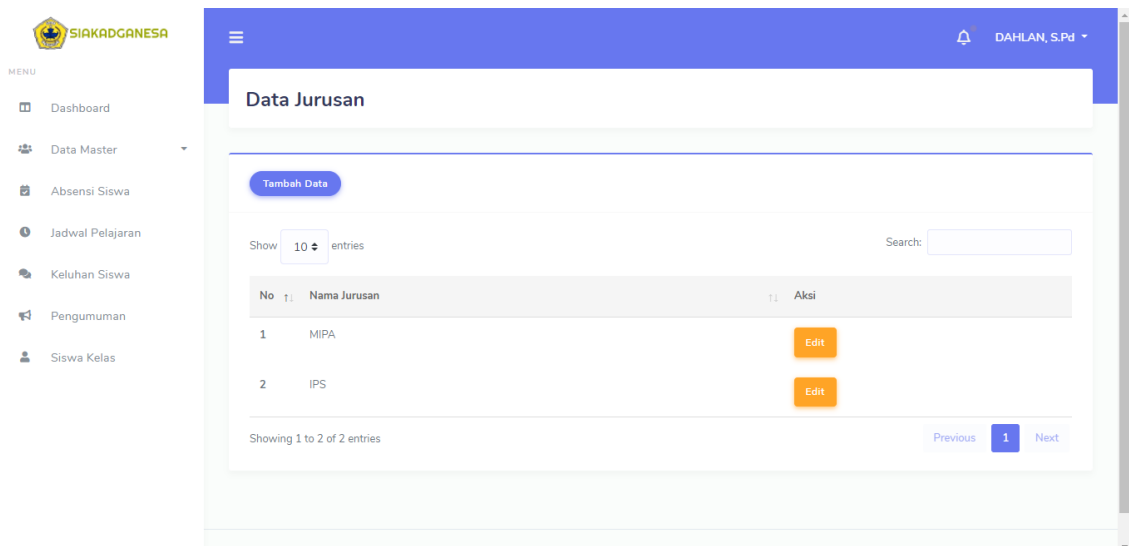 SIAKADGANESA
DAHLAN, S.Pd
MENU
Dashboard
Data Master
Absensi Siswa
Jadwal Pelajaran
Keluhan Siswa
Pengumuman
Siswa Kelas
Data Jurusan
Tambah Data
Show 10 entries
Search:
No Nama Jurusan Aksi
1 MIPA Edit
2 IPS Edit
Showing 1 to 2 of 2 entries
Previous 1 Next